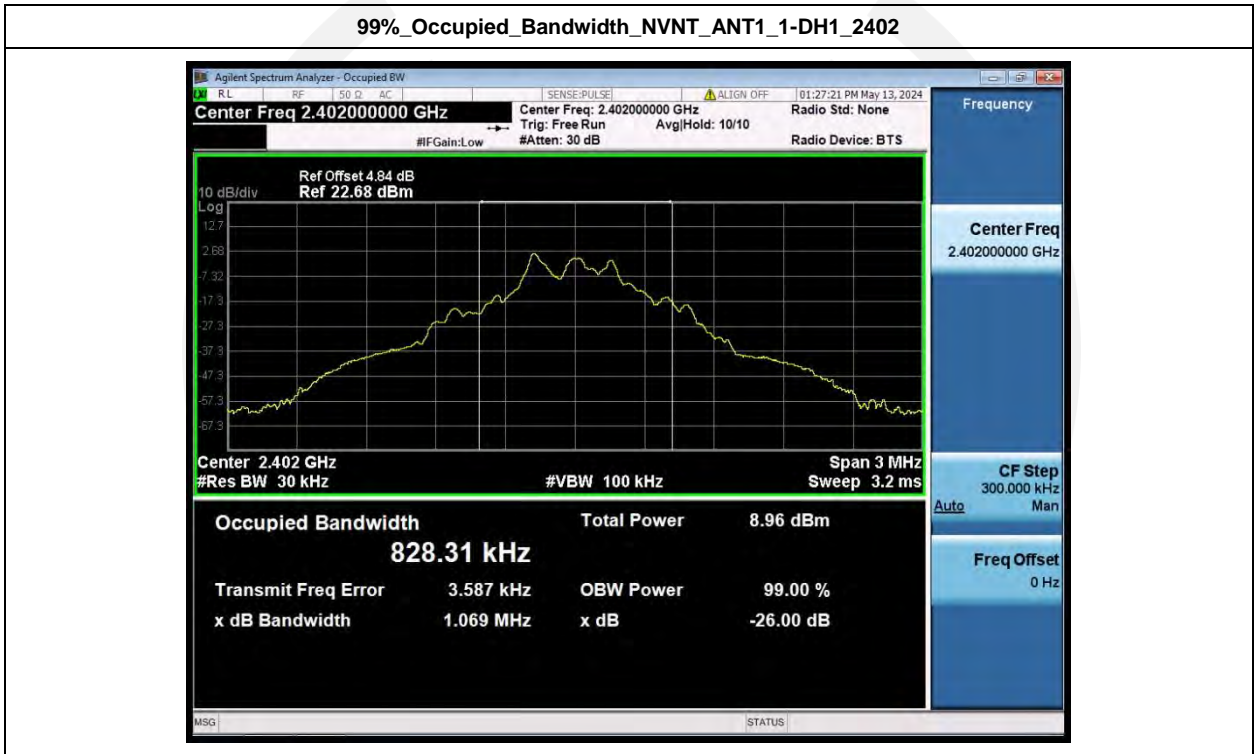 99%_Occupied_Bandwidth_NVNT_ANT1_1-DH1_2402
Agilent Spectrum Analyzer - Occupied BW
LXI RL RF 50 Ω AC SENSE:PULSE ALIGN OFF 01:27:21 PM May 13, 2024
Center Freq 2.402000000 GHz
Center Freq: 2.402000000 GHz Radio Std: None
Trig: Free Run Avg|Hold: 10/10
#IFGain:Low #Atten: 30 dB Radio Device: BTS
Frequency
Ref Offset 4.84 dB
10 dB/div Ref 22.68 dBm
Log
12.7
2.68
-7.32
-17.3
-27.3
-37.3
-47.3
-57.3
-67.3
Center 2.402 GHz Span 3 MHz
#Res BW 30 kHz #VBW 100 kHz Sweep 3.2 ms
Center Freq
2.402000000 GHz
CF Step
300.000 kHz
Auto Man
Freq Offset
0 Hz
Occupied Bandwidth Total Power 8.96 dBm
828.31 kHz
Transmit Freq Error 3.587 kHz OBW Power 99.00 %
x dB Bandwidth 1.069 MHz x dB -26.00 dB
MSG STATUS